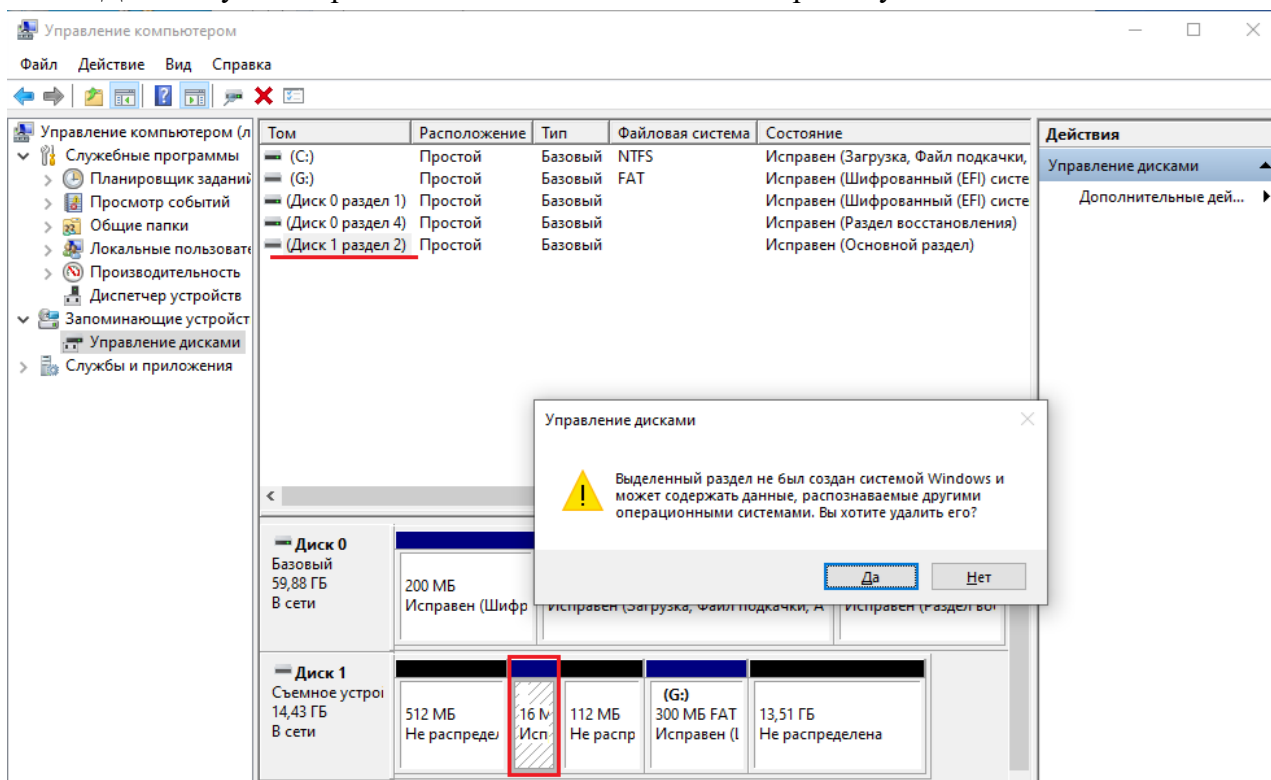 Управление компьютером
Файл Действие Вид Справка
Управление компьютером (л
Служебные программы
Планировщик заданий
Просмотр событий
Общие папки
Локальные пользовате
Производительность
Диспетчер устройств
Запоминающие устройст
Управление дисками
Службы и приложения
Том Расположение Тип Файловая система Состояние
(C:) Простой Базовый NTFS Исправен (Загрузка, Файл подкачки,
(G:) Простой Базовый FAT Исправен (Шифрованный (EFI) систе
(Диск 0 раздел 1) Простой Базовый Исправен (Шифрованный (EFI) систе
(Диск 0 раздел 4) Простой Базовый Исправен (Раздел восстановления)
(Диск 1 раздел 2) Простой Базовый Исправен (Основной раздел)
Действия
Управление дисками
Дополнительные дей...
Управление дисками
Выделенный раздел не был создан системой Windows и
может содержать данные, распознаваемые другими
операционными системами. Вы хотите удалить его?
Да Нет
Диск 0
Базовый
59,88 ГБ
В сети
200 МБ
Исправен (Шифр
Исправен (Загрузка, Файл подкачки, А
Исправен (Раздел вос
Диск 1
Съемное устрої
14,43 ГБ
В сети
512 МБ
Не распредел
16 М
Исп
112 МБ
Не распр
(G:)
300 МБ FAT
Исправен (
13,51 ГБ
Не распределена